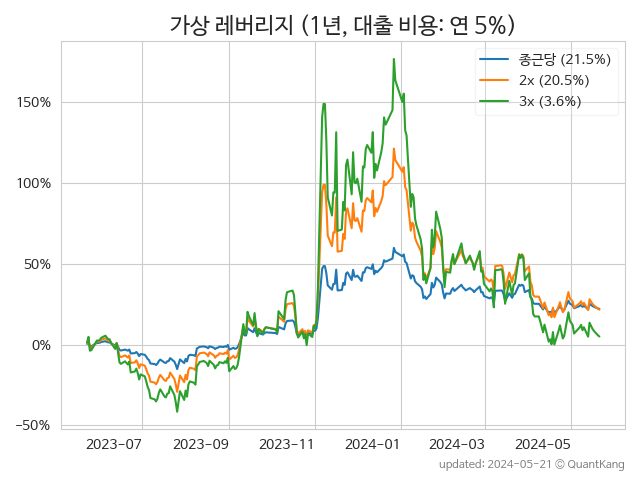 가상 레버리지 (1년, 대출 비용: 연 5%)
종근당 (21.5%)
2x (20.5%)
3x (3.6%)
150%
100%
50%
0%
−50%
2023-07
2023-09
2023-11
2024-01
2024-03
2024-05
updated: 2024-05-21 © QuantKang